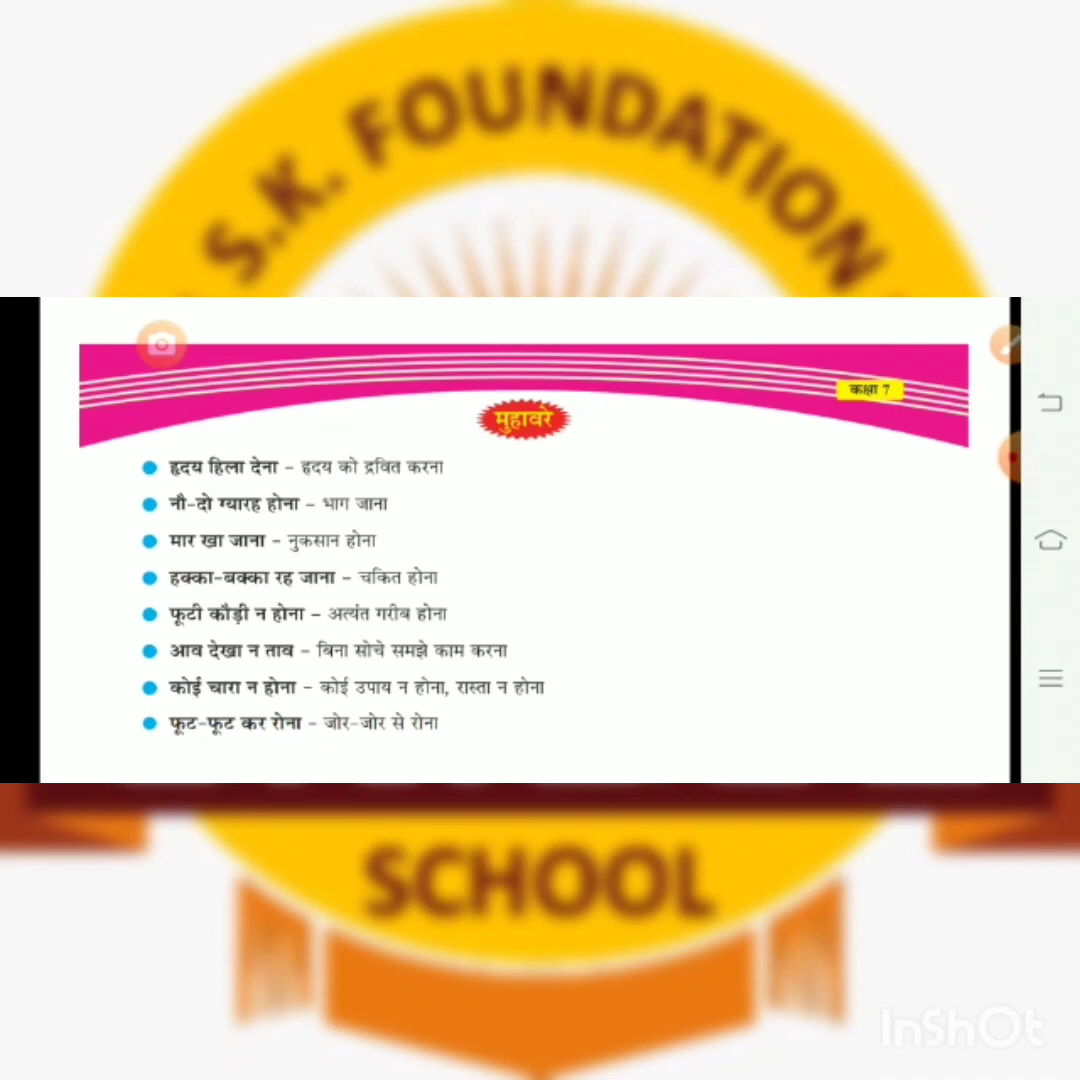 S.K. FOUNDATION
कक्षा 7
मुहावरे
हृदय हिला देना – हृदय को द्रवित करना
नौ-दो ग्यारह होना – भाग जाना
मार खा जाना – नुकसान होना
हक्का-बक्का रह जाना – चकित होना
फूटी कौड़ी न होना – अत्यंत गरीब होना
आव देखा न ताव – बिना सोचे समझे काम करना
कोई चारा न होना – कोई उपाय न होना, रास्ता न होना
फूट-फूट कर रोना – जोर-जोर से रोना
SCHOOL
InShOt